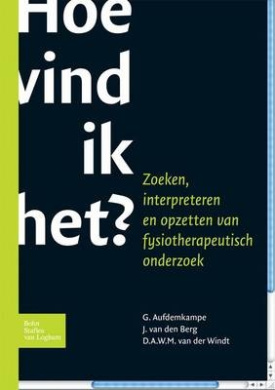 Hoe
vind
ik
het?
Zoeken,
interpreteren
en opzetten van
fysiotherapeutisch
onderzoek
G. Aufdemkampe
J. van den Berg
D.A.W.M. van der Windt
Bohn
Stafleu
van Loghum